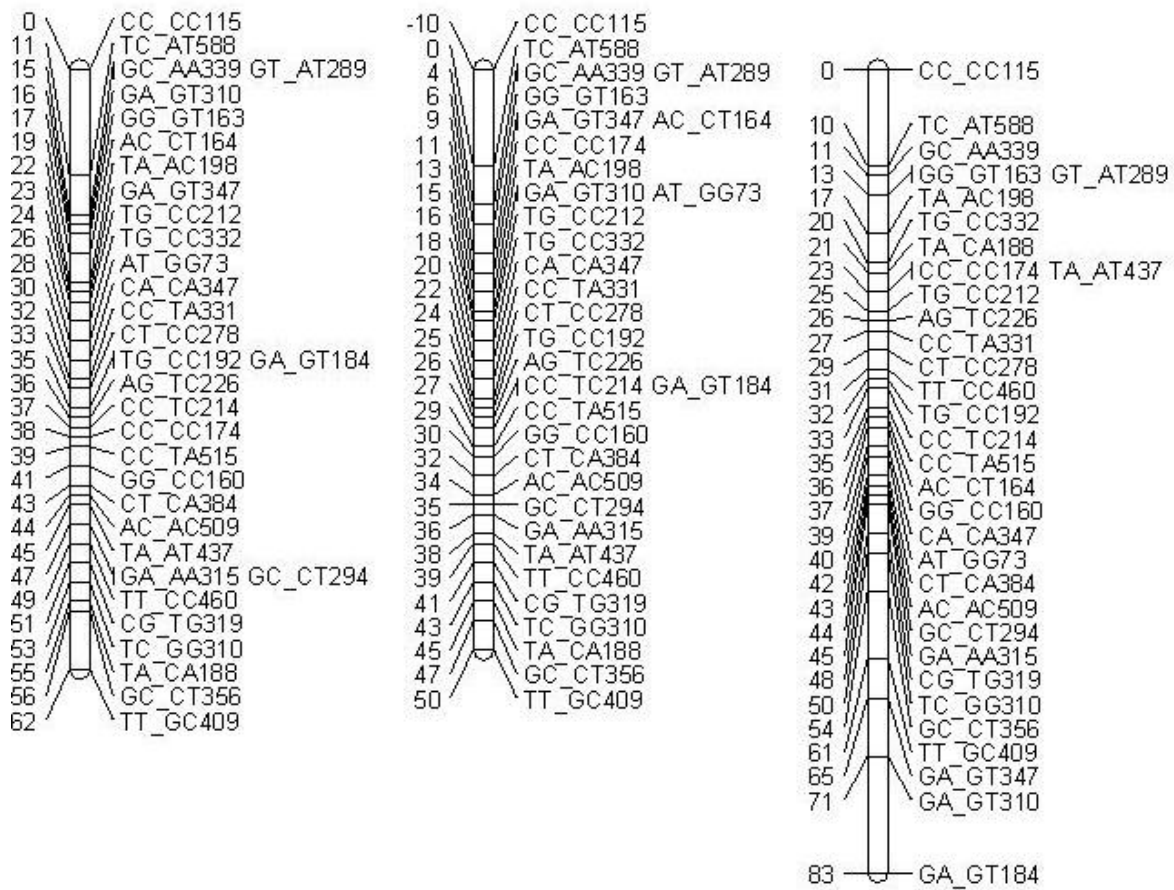 0 CC_CC115
11 TC_AT588
15 GC_AA339 GT_AT289
16 GA_GT310
17 GG_GT163
19 AC_CT164
22 TA_AC198
23 GA_GT347
24 TG_CC212
26 TG_CC332
28 AT_GG73
30 CA_CA347
32 CC_TA331
33 CT_CC278
35 TG_CC192 GA_GT184
36 AG_TC226
37 CC_TC214
38 CC_CC174
39 CC_TA515
41 GG_CC160
43 CT_CA384
44 AC_AC509
45 TA_AT437
47 GA_AA315 GC_CT294
49 TT_CC460
51 CG_TG319
53 TC_GG310
55 TA_CA188
56 GC_CT356
62 TT_GC409
-10 CC_CC115
0 TC_AT588
4 GC_AA339 GT_AT289
6 GG_GT163
9 GA_GT347 AC_CT164
11 CC_CC174
13 TA_AC198
15 GA_GT310 AT_GG73
16 TG_CC212
18 TG_CC332
20 CA_CA347
22 CC_TA331
24 CT_CC278
25 TG_CC192
26 AG_TC226
27 CC_TC214 GA_GT184
29 CC_TA515
30 GG_CC160
32 CT_CA384
34 AC_AC509
35 GC_CT294
36 GA_AA315
38 TA_AT437
39 TT_CC460
41 CG_TG319
43 TC_GG310
45 TA_CA188
47 GC_CT356
50 TT_GC409
0 CC_CC115
10 TC_AT588
11 GC_AA339
13 GG_GT163 GT_AT289
17 TA_AC198
20 TG_CC332
21 TA_CA188
23 CC_CC174 TA_AT437
25 TG_CC212
26 AG_TC226
27 CC_TA331
29 CT_CC278
31 TT_CC460
32 TG_CC192
33 CC_TC214
35 CC_TA515
36 AC_CT164
37 GG_CC160
39 CA_CA347
40 AT_GG73
42 CT_CA384
43 AC_AC509
44 GC_CT294
45 GA_AA315
48 CG_TG319
50 TC_GG310
54 GC_CT356
61 TT_GC409
65 GA_GT347
71 GA_GT310
83 GA_GT184